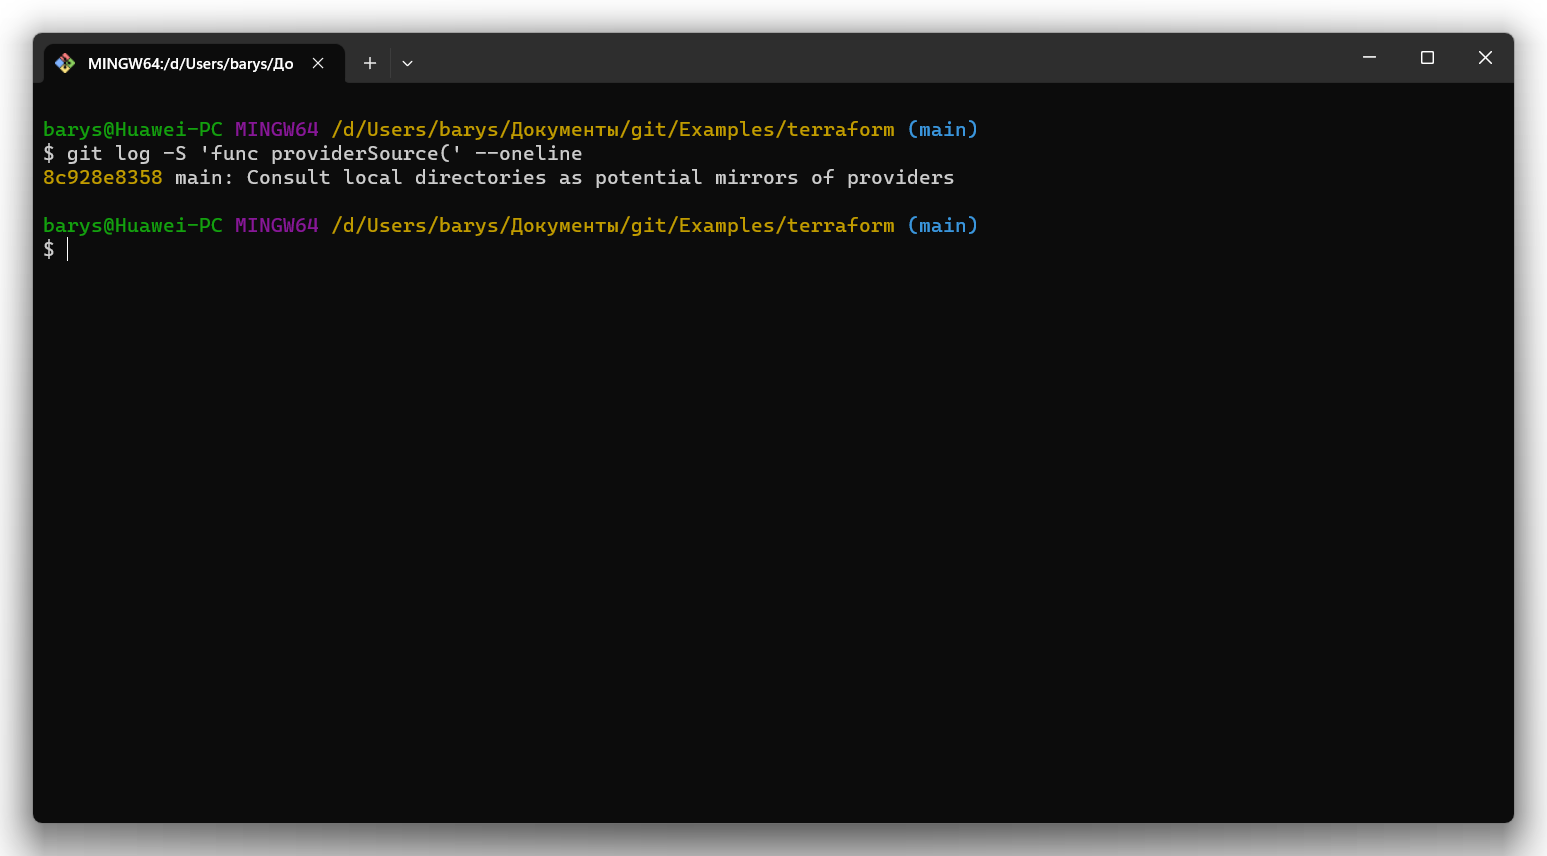 MINGW64:/d/Users/barys/До
barys@Huawei-PC MINGW64 /d/Users/barys/Документы/git/Examples/terraform (main)
$ git log -S 'func providerSource(' --oneline
8c928e8358 main: Consult local directories as potential mirrors of providers
barys@Huawei-PC MINGW64 /d/Users/barys/Документы/git/Examples/terraform (main)
$